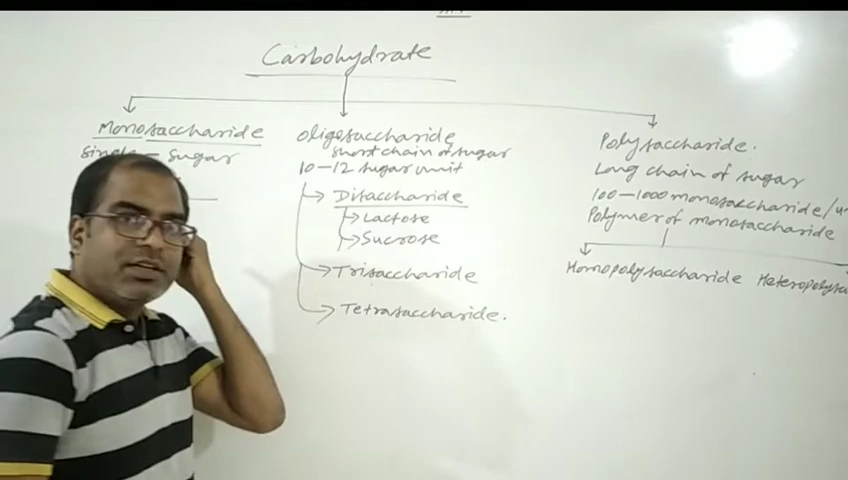 Carbohydrate
Monosaccharide
Sugar
Oligosaccharide
short chain of sugar
10-12 sugar unit
Disaccharide
Lactose
Sucrose
Trisaccharide
Tetrasaccharide.
Polysaccharide.
Long chain of sugar
100-1000 monosaccharide/u
Polymer of monosaccharide
Homopolysaccharide Heteropolysa